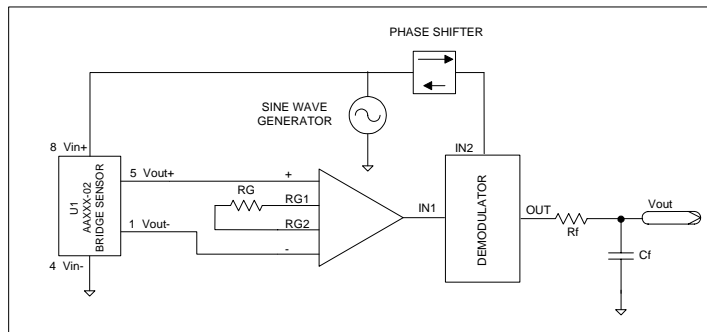 PHASE SHIFTER
SINE WAVE
GENERATOR
IN2
8 Vin+
5 Vout+
+
RG
RG1
RG2
-
1 Vout-
4 Vin-
U1
AAXXX-02
BRIDGE SENSOR
IN1
DEMODULATOR
OUT
Rf
Vout
Cf